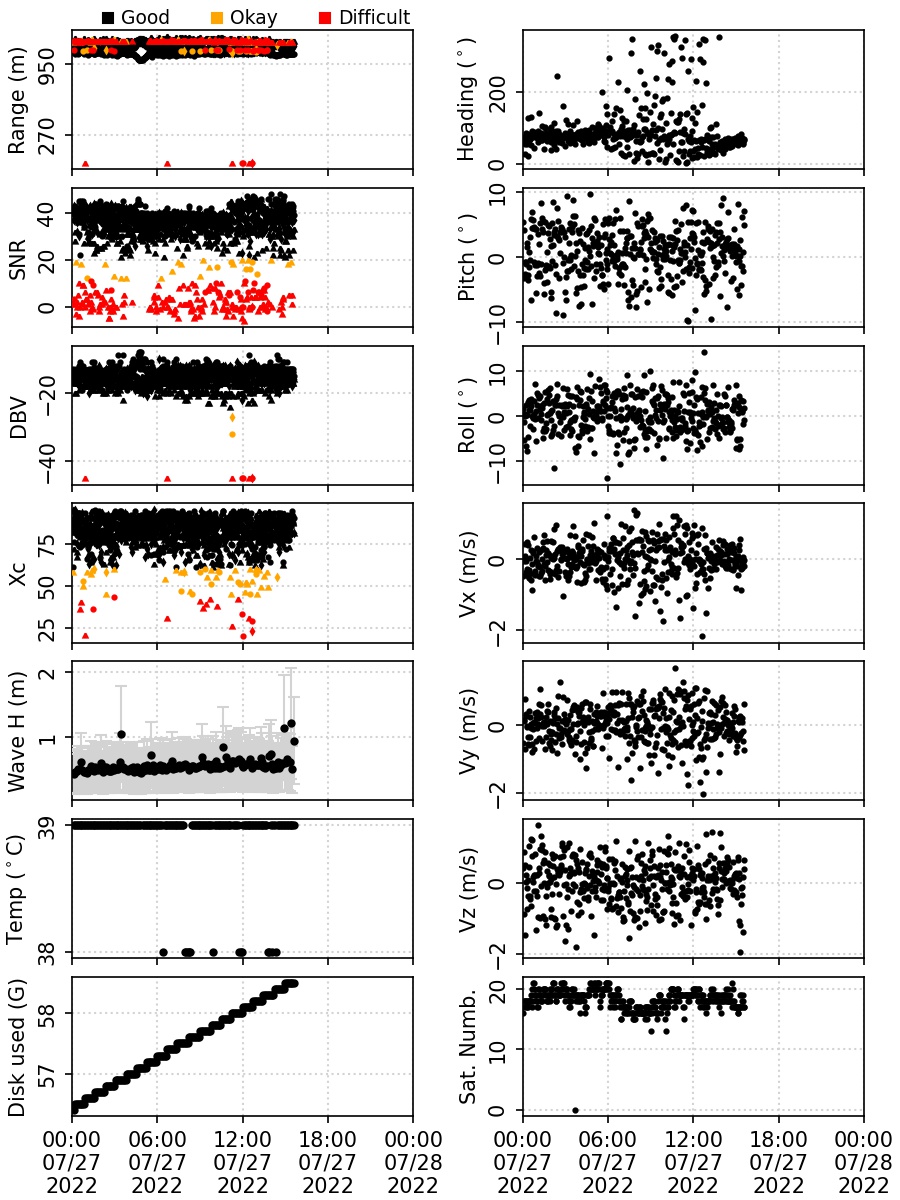 Good Okay Difficult
Range (m)
950
270
SNR
40
20
0
DBV
−20
−40
Xc
75
50
25
Wave H (m)
2
1
Temp (°C)
39
38
Disk used (G)
58
57
00:00 06:00 12:00 18:00 00:00
07/27 07/27 07/27 07/27 07/28
2022 2022 2022 2022 2022
Heading (°)
200
0
Pitch (°)
10
0
−10
Roll (°)
10
0
−10
Vx (m/s)
0
−2
Vy (m/s)
0
−2
Vz (m/s)
0
−2
Sat. Numb.
20
10
0
00:00 06:00 12:00 18:00 00:00
07/27 07/27 07/27 07/27 07/28
2022 2022 2022 2022 2022